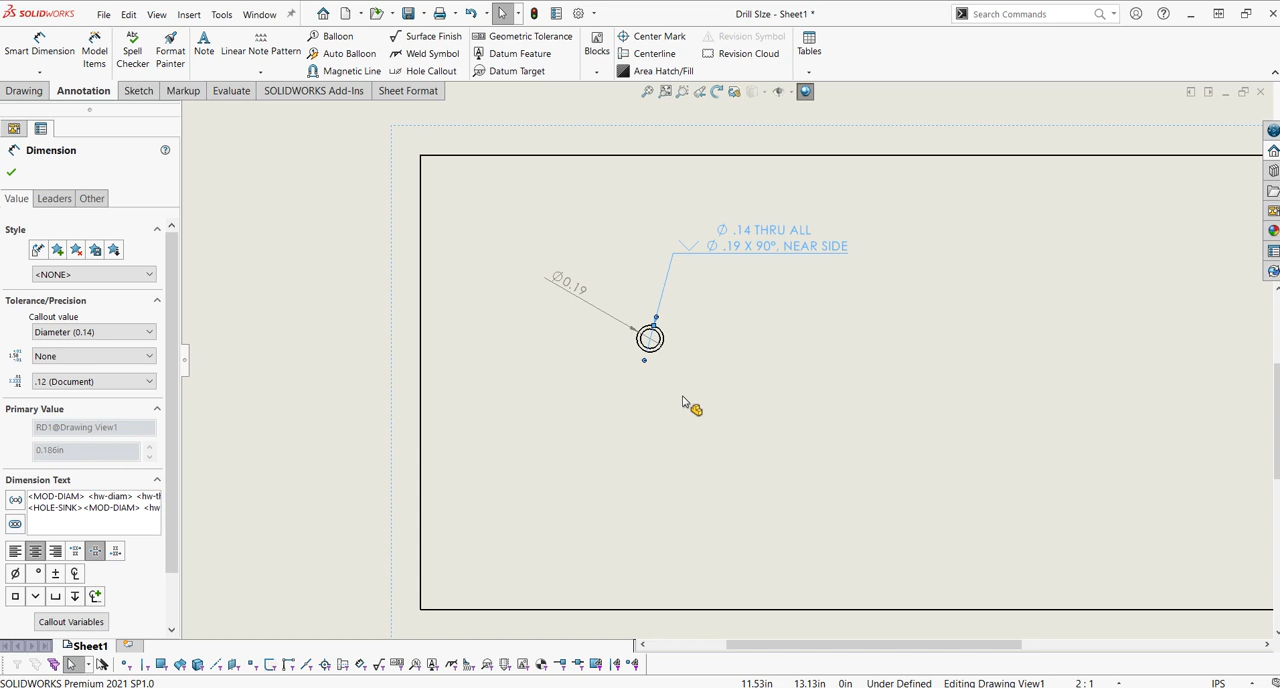 SOLIDWORKS File Edit View Insert Tools Window Drill SIze - Sheet1 * Search Commands
Smart Dimension Model Items Spell Checker Format Painter Note Linear Note Pattern Balloon Surface Finish Geometric Tolerance Blocks Center Mark Revision Symbol Tables
Auto Balloon Weld Symbol Datum Feature Centerline Revision Cloud
Magnetic Line Hole Callout Datum Target Area Hatch/Fill
Drawing Annotation Sketch Markup Evaluate SOLIDWORKS Add-Ins Sheet Format
Dimension
Value Leaders Other
Style
<NONE>
Tolerance/Precision
Callout value
Diameter (0.14)
None
.12 (Document)
Primary Value
RD1@Drawing View1
0.186in
Dimension Text
<MOD-DIAM> <hw-diam> <hw-th
<HOLE-SINK><MOD-DIAM> <hw
Callout Variables
Ø .14 THRU ALL
Ø .19 X 90°, NEAR SIDE
Ø0.19
Sheet1
SOLIDWORKS Premium 2021 SP1.0 11.53in 13.13in 0in Under Defined Editing Drawing View1 2 : 1 IPS